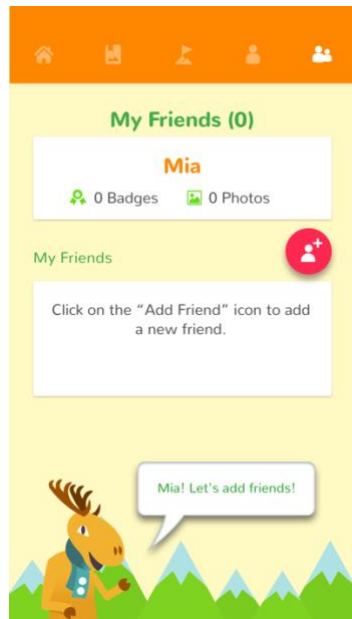 My Friends (0)
Mia
0 Badges 0 Photos
My Friends
Click on the “Add Friend” icon to add
a new friend.
Mia! Let's add friends!